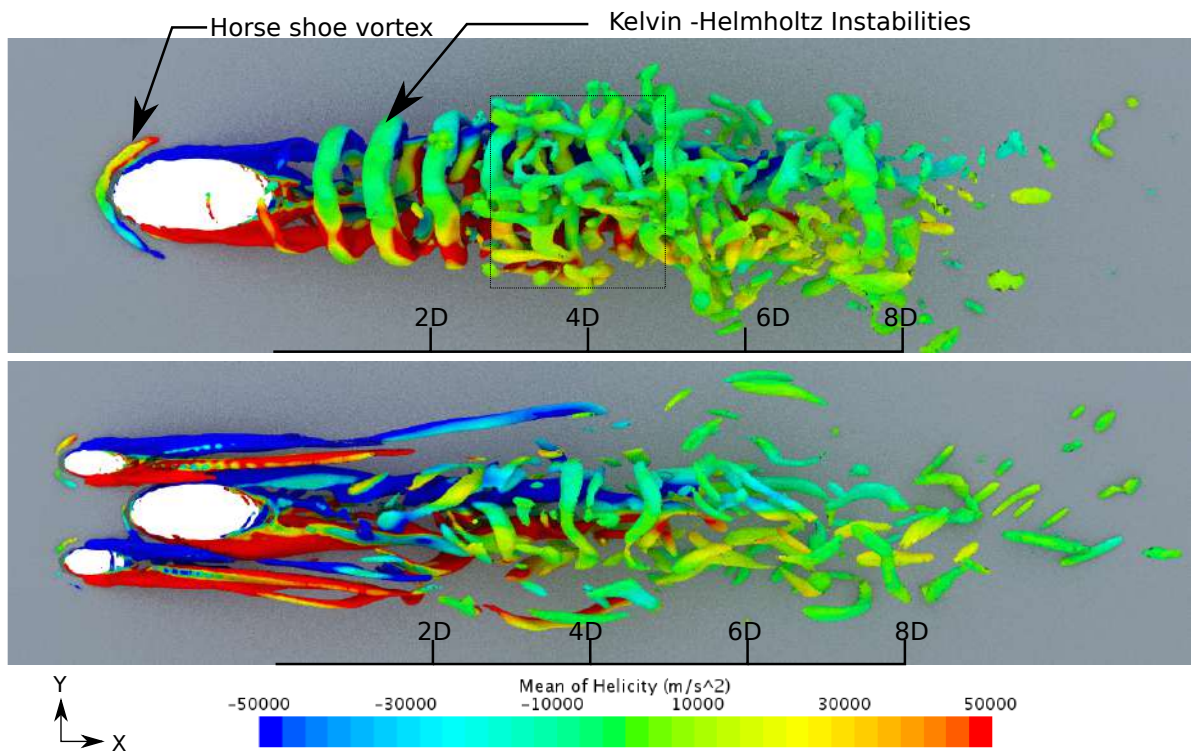 Horse shoe vortex
Kelvin -Helmholtz Instabilities
2D 4D 6D 8D
2D 4D 6D 8D
Y
X
Mean of Helicity (m/s^2)
-50000 -30000 -10000 10000 30000 50000